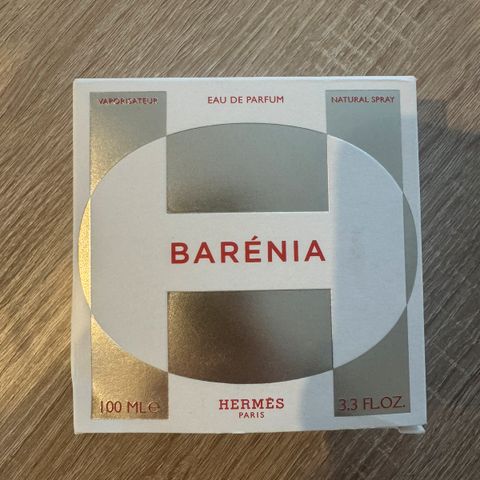 VAPORISATEUR
EAU DE PARFUM
NATURAL SPRAY
BARÉNIA
100 ML℮
HERMÈS
PARIS
3.3 FL.OZ.